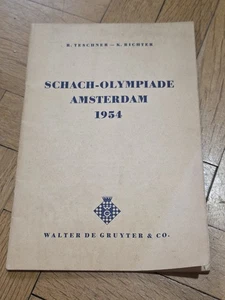 R. TESCHNER — K. RICHTER
SCHACH-OLYMPIADE
AMSTERDAM
1954
WALTER DE GRUYTER & CO.